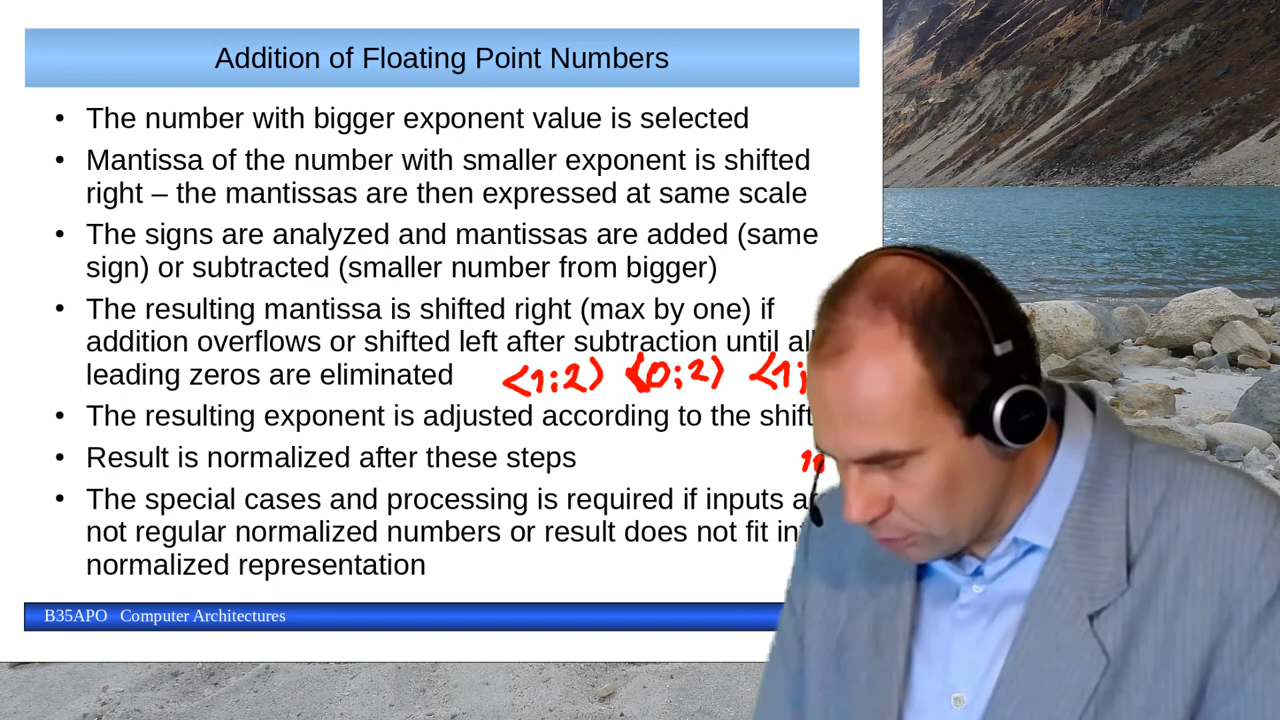 Addition of Floating Point Numbers
• The number with bigger exponent value is selected
• Mantissa of the number with smaller exponent is shifted
right – the mantissas are then expressed at same scale
• The signs are analyzed and mantissas are added (same
sign) or subtracted (smaller number from bigger)
• The resulting mantissa is shifted right (max by one) if
addition overflows or shifted left after subtraction until all
leading zeros are eliminated <1;2) <0;2) <1;
• The resulting exponent is adjusted according to the shift
• Result is normalized after these steps
• The special cases and processing is required if inputs
not regular normalized numbers or result does not fit
normalized representation
B35APO Computer Architectures